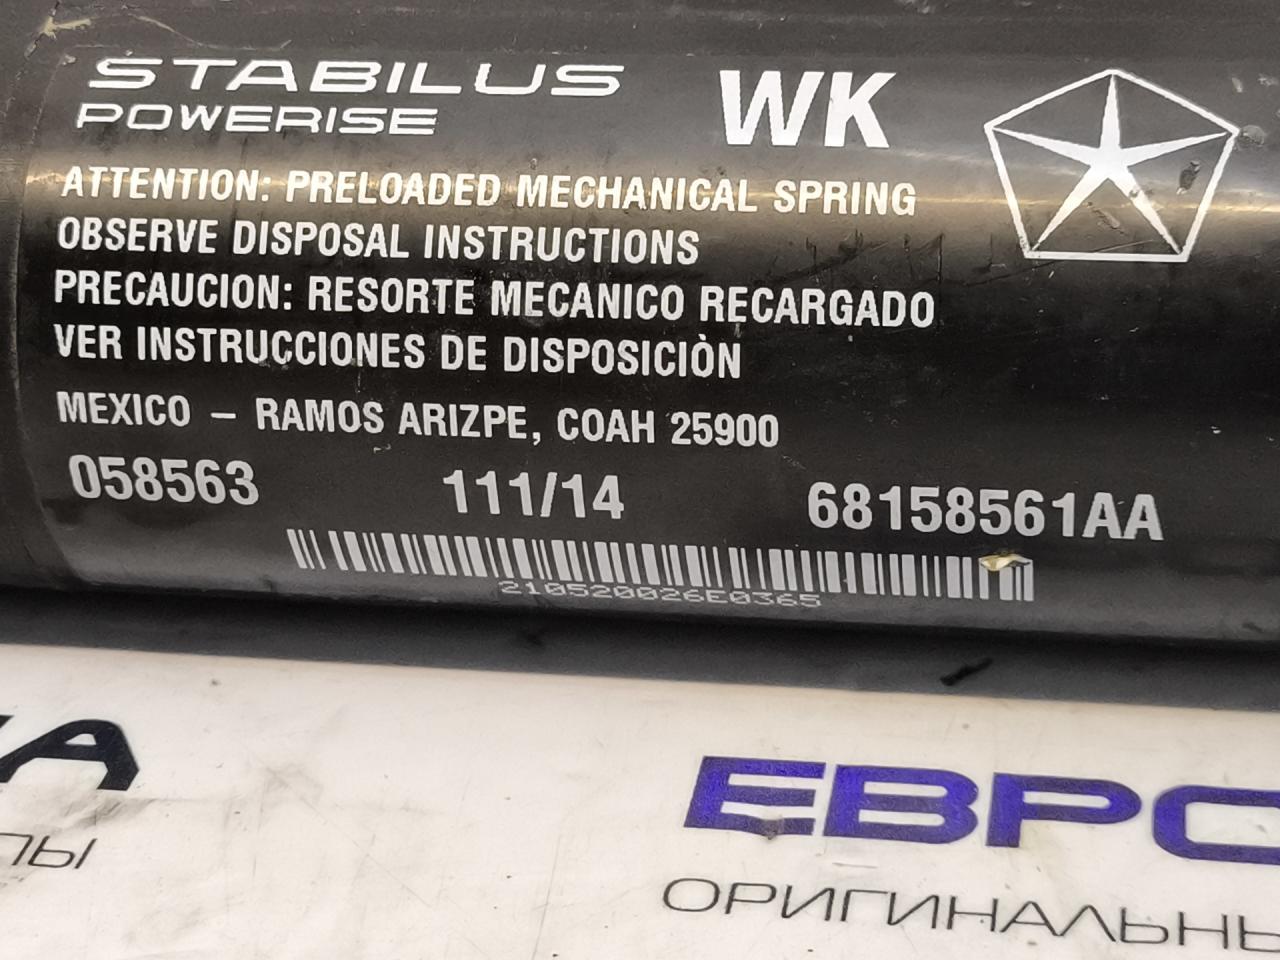 STABILUS
POWERISE
WK
ATTENTION: PRELOADED MECHANICAL SPRING
OBSERVE DISPOSAL INSTRUCTIONS
PRECAUCION: RESORTE MECANICO RECARGADO
VER INSTRUCCIONES DE DISPOSICIÒN
MEXICO – RAMOS ARIZPE, COAH 25900
058563 111/14 68158561AA
210520026E0365
ЕВРО
ОРИГИНАЛЬНЫ